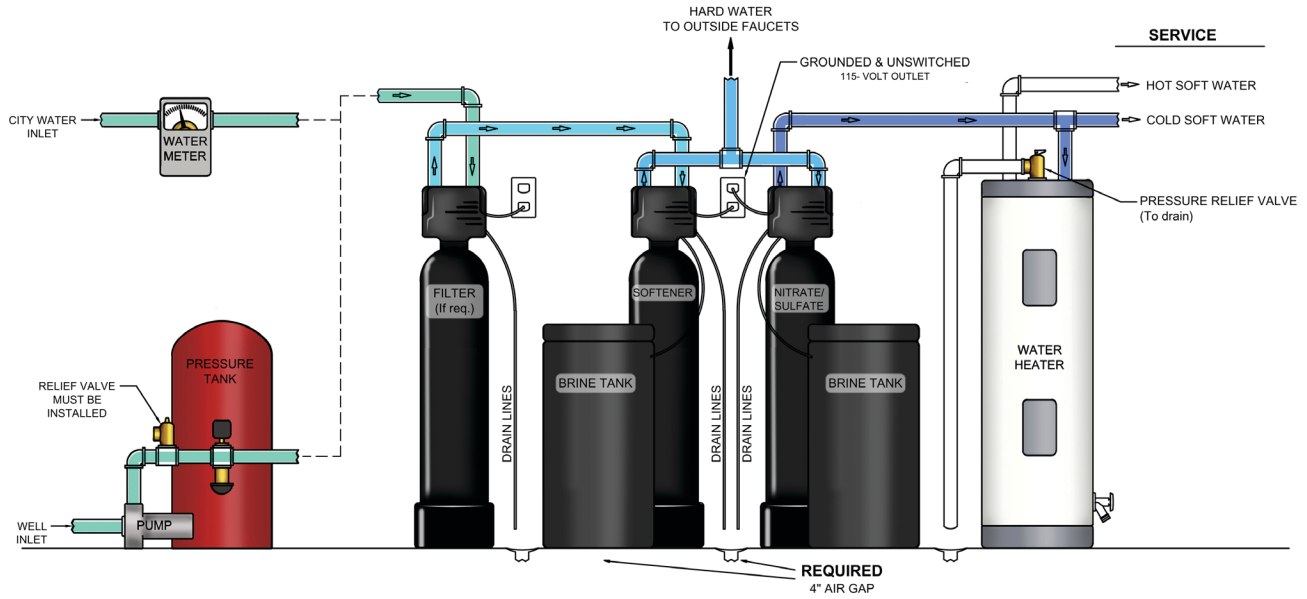 HARD WATER
TO OUTSIDE FAUCETS
SERVICE
GROUNDED & UNSWITCHED
115- VOLT OUTLET
HOT SOFT WATER
CITY WATER
INLET
WATER
METER
COLD SOFT WATER
PRESSURE RELIEF VALVE
(To drain)
FILTER
(If req.)
SOFTENER
NITRATE/
SULFATE
PRESSURE
TANK
WATER
HEATER
RELIEF VALVE
MUST BE
INSTALLED
BRINE TANK
BRINE TANK
DRAIN LINES
DRAIN LINES
DRAIN LINES
WELL
INLET
PUMP
REQUIRED
4" AIR GAP